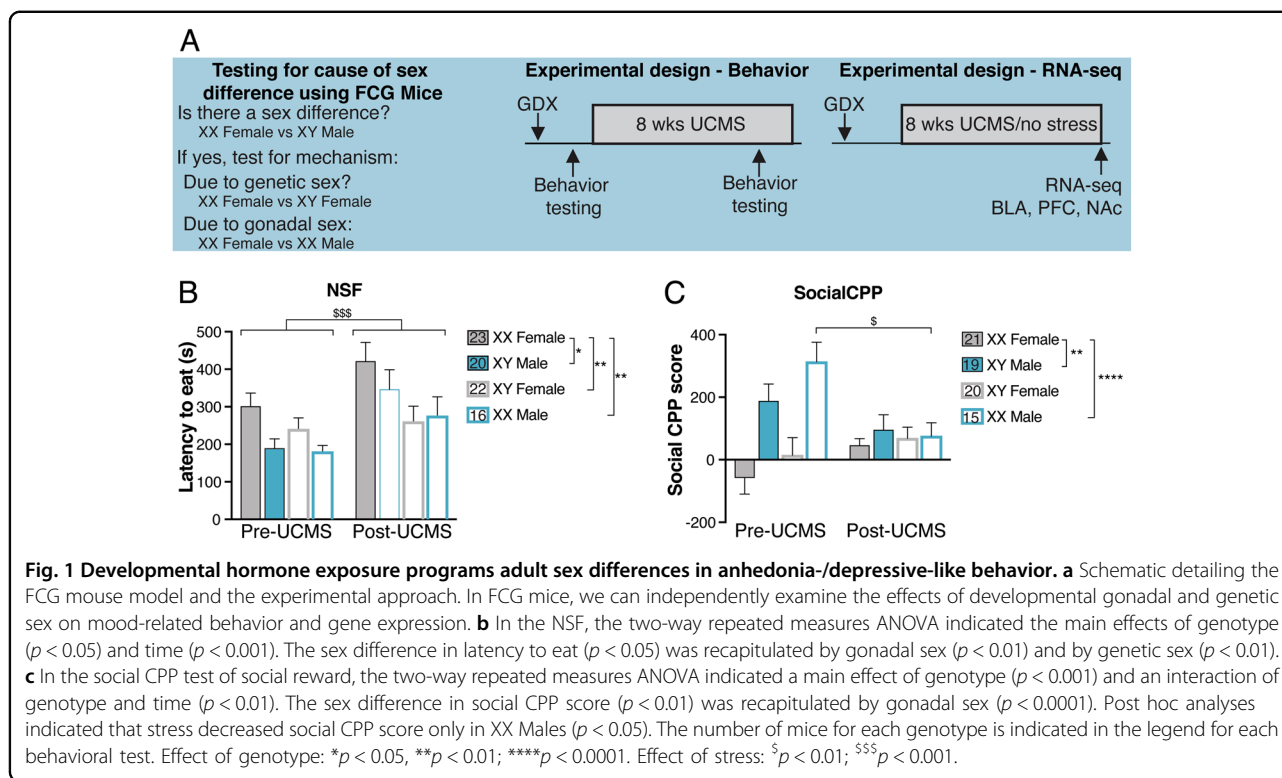 A
Testing for cause of sex
difference using FCG Mice
Is there a sex difference?
XX Female vs XY Male
If yes, test for mechanism:
Due to genetic sex?
XX Female vs XY Female
Due to gonadal sex:
XX Female vs XX Male
Experimental design - Behavior
GDX
8 wks UCMS
Behavior
testing
Behavior
testing
Experimental design - RNA-seq
GDX
8 wks UCMS/no stress
RNA-seq
BLA, PFC, NAc
B
NSF
$$$
Latency to eat (s)
500
400
300
200
100
0
Pre-UCMS
Post-UCMS
23 XX Female
20 XY Male
22 XY Female
16 XX Male
*
**
**
C
SocialCPP
$
Social CPP score
400
200
0
-200
Pre-UCMS
Post-UCMS
21 XX Female
19 XY Male
20 XY Female
15 XX Male
**
****
Fig. 1 Developmental hormone exposure programs adult sex differences in anhedonia-/depressive-like behavior. a Schematic detailing the
FCG mouse model and the experimental approach. In FCG mice, we can independently examine the effects of developmental gonadal and genetic
sex on mood-related behavior and gene expression. b In the NSF, the two-way repeated measures ANOVA indicated the main effects of genotype
(p < 0.05) and time (p < 0.001). The sex difference in latency to eat (p < 0.05) was recapitulated by gonadal sex (p < 0.01) and by genetic sex (p < 0.01).
c In the social CPP test of social reward, the two-way repeated measures ANOVA indicated a main effect of genotype (p < 0.001) and an interaction of
genotype and time (p < 0.01). The sex difference in social CPP score (p < 0.01) was recapitulated by gonadal sex (p < 0.0001). Post hoc analyses
indicated that stress decreased social CPP score only in XX Males (p < 0.05). The number of mice for each genotype is indicated in the legend for each
behavioral test. Effect of genotype: *p < 0.05, **p < 0.01; ****p < 0.0001. Effect of stress: $p < 0.01; $$$p < 0.001.